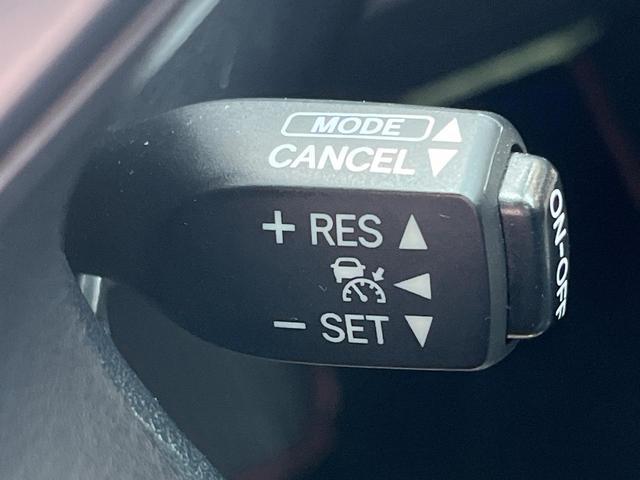 MODE ▲
CANCEL ▼
+ RES ▲
◀
− SET ▼
ON-OFF